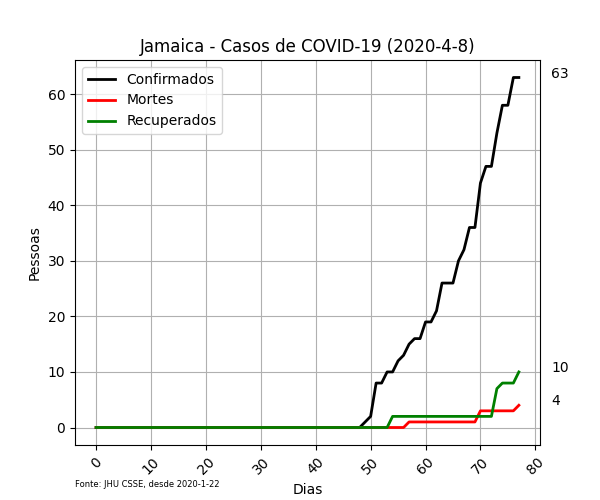 Jamaica - Casos de COVID-19 (2020-4-8)
Confirmados
Mortes
Recuperados
63
10
4
Pessoas
60
50
40
30
20
10
0
0 10 20 30 40 50 60 70 80
Fonte: JHU CSSE, desde 2020-1-22
Dias